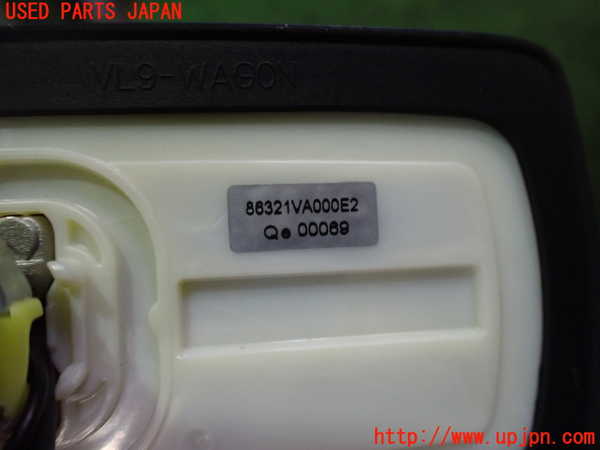 USED PARTS JAPAN
VL9-WAGON
86321VA000E2
Q● 00069
http://www.upjpn.com